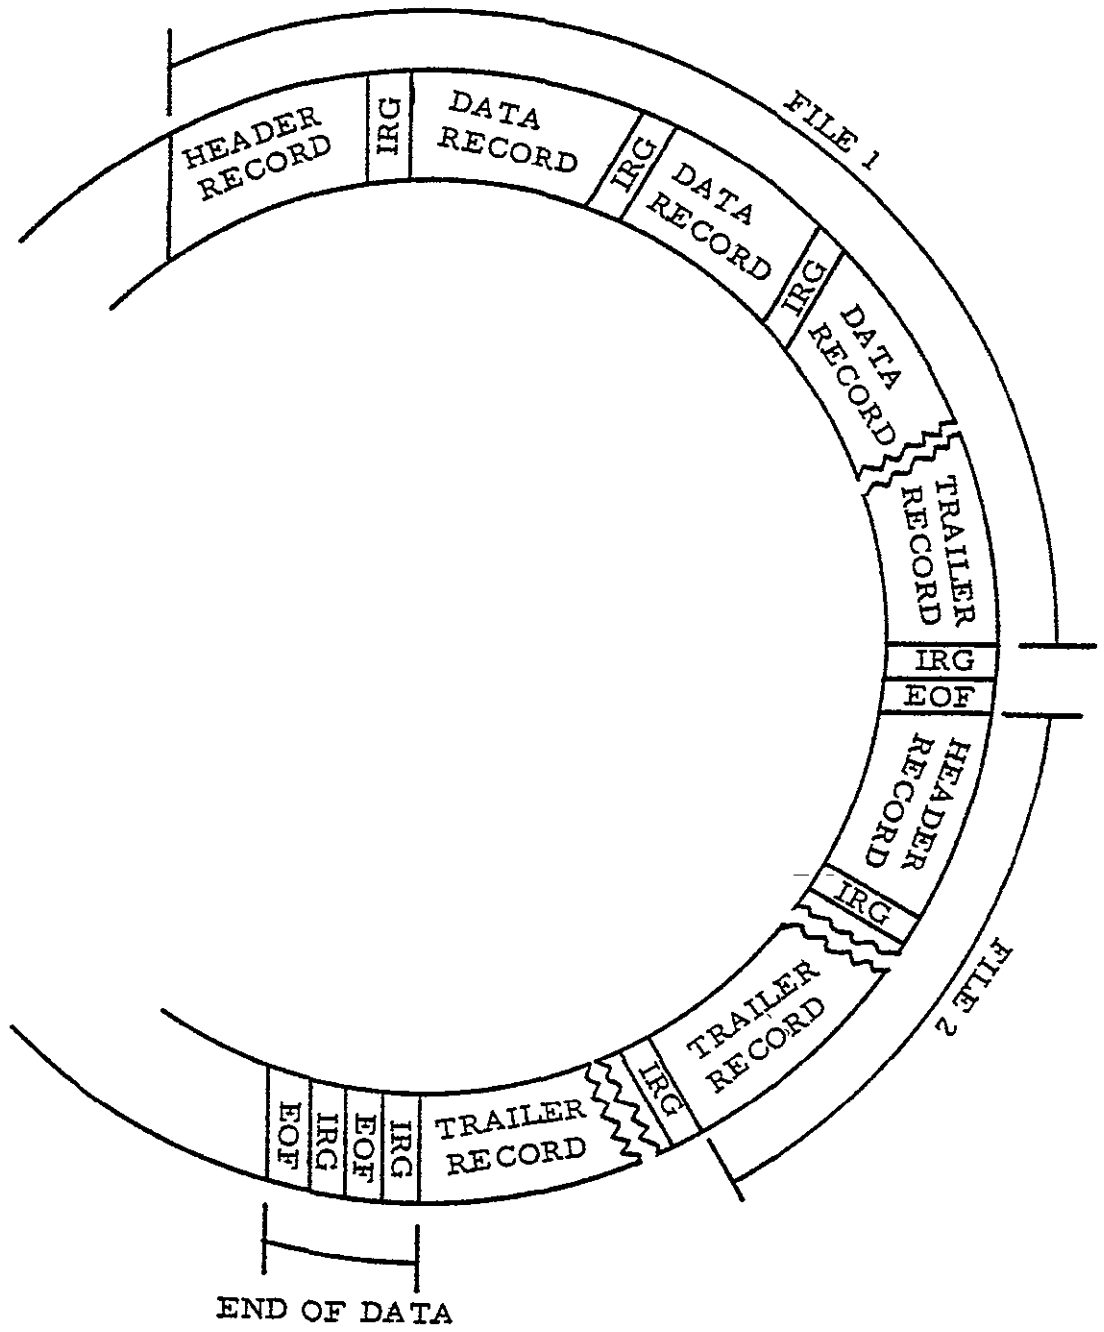 FILE 1
HEADER
RECORD
IRG
DATA
RECORD
IRG
DATA
RECORD
IRG
DATA
RECORD
TRAILER
RECORD
IRG
EOF
HEADER
RECORD
IRG
FILE 2
TRAILER
RECORD
IRG
TRAILER
RECORD
IRG
EOF
IRG
EOF
END OF DATA